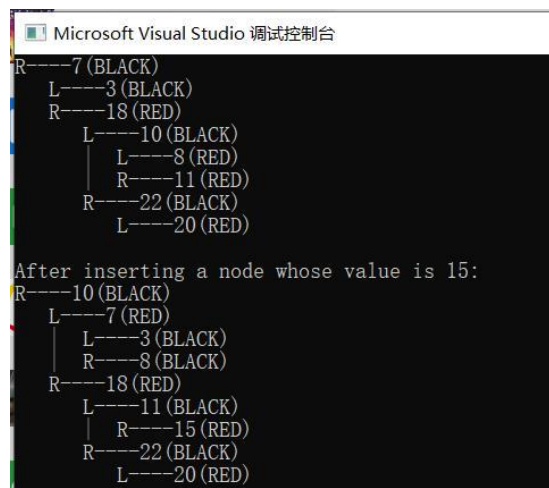 Microsoft Visual Studio 调试控制台
R----7(BLACK)
   L----3(BLACK)
   R----18(RED)
      L----10(BLACK)
      |  L----8(RED)
      |  R----11(RED)
      R----22(BLACK)
         L----20(RED)

After inserting a node whose value is 15:
R----10(BLACK)
   L----7(RED)
   |  L----3(BLACK)
   |  R----8(BLACK)
   R----18(RED)
      L----11(BLACK)
      |  R----15(RED)
      R----22(BLACK)
         L----20(RED)